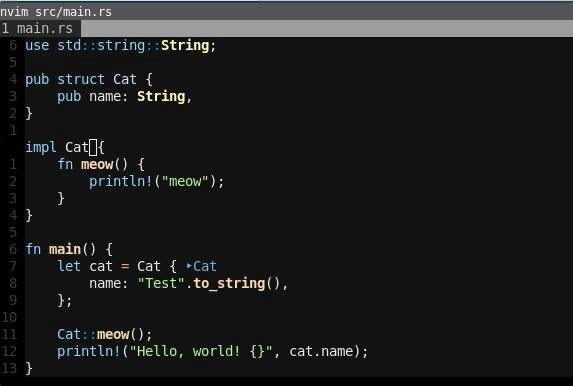 nvim src/main.rs
1 main.rs
6 use std::string::String;
5
4 pub struct Cat {
3     pub name: String,
2 }
1
impl Cat {
1     fn meow() {
2         println!("meow");
3     }
4 }
5
6 fn main() {
7     let cat = Cat { ‣Cat
8         name: "Test".to_string(),
9     };
10
11     Cat::meow();
12     println!("Hello, world! {}", cat.name);
13 }